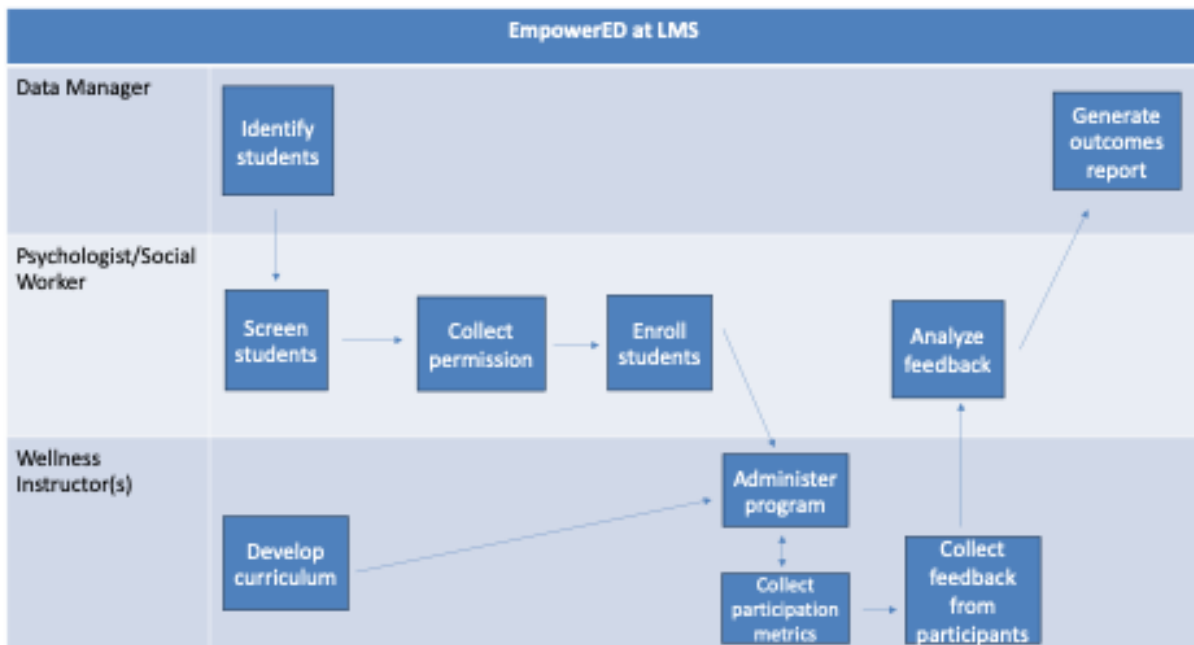 EmpowerED at LMS
Data Manager
Identify
students
Generate
outcomes
report
Psychologist/Social
Worker
Screen
students
Collect
permission
Enroll
students
Analyze
feedback
Wellness
Instructor(s)
Develop
curriculum
Administer
program
Collect
participation
metrics
Collect
feedback
from
participants